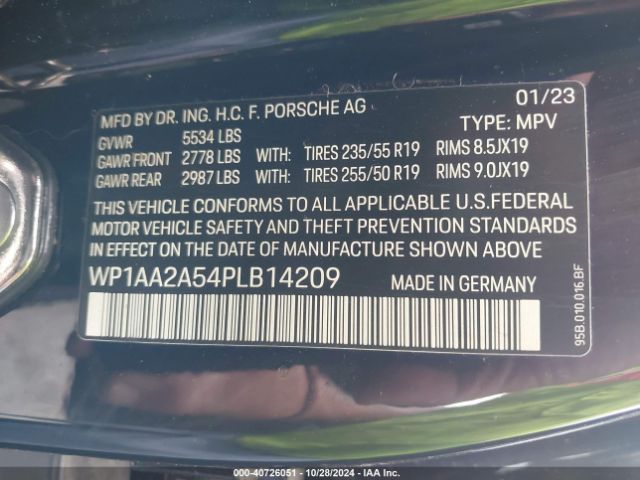 MFD BY DR. ING. H.C. F. PORSCHE AG 01/23
GVWR 5534 LBS TYPE: MPV
GAWR FRONT 2778 LBS WITH: TIRES 235/55 R19 RIMS 8.5JX19
GAWR REAR 2987 LBS WITH: TIRES 255/50 R19 RIMS 9.0JX19
THIS VEHICLE CONFORMS TO ALL APPLICABLE U.S.FEDERAL
MOTOR VEHICLE SAFETY AND THEFT PREVENTION STANDARDS
IN EFFECT ON THE DATE OF MANUFACTURE SHOWN ABOVE
WP1AA2A54PLB14209 MADE IN GERMANY
95B.010.016.BF
000-40726051 - 10/28/2024 - IAAI.com